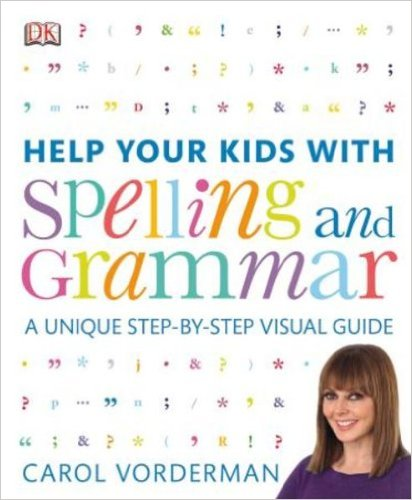 DK
HELP YOUR KIDS WITH
Spelling and
Grammar
A UNIQUE STEP-BY-STEP VISUAL GUIDE
CAROL VORDERMAN